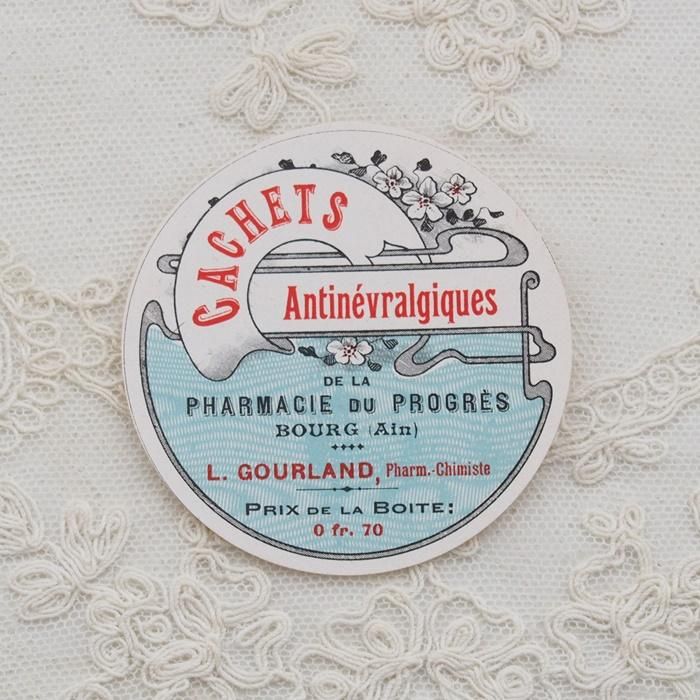 CACHETS
Antinévralgiques
DE LA
PHARMACIE DU PROGRÈS
BOURG (Ain)
L. GOURLAND, Pharm.-Chimiste
PRIX DE LA BOITE:
0 fr. 70